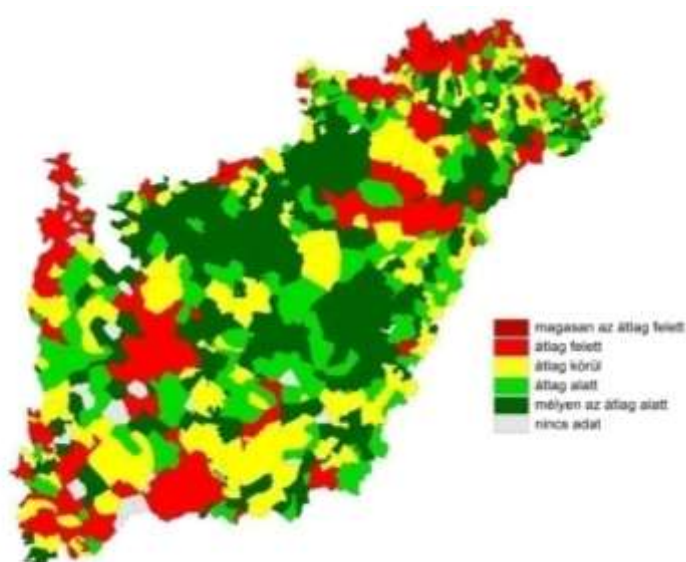 magasan az átlag felett
átlag felett
átlag körül
átlag alatt
mélyen az átlag alatt
nincs adat